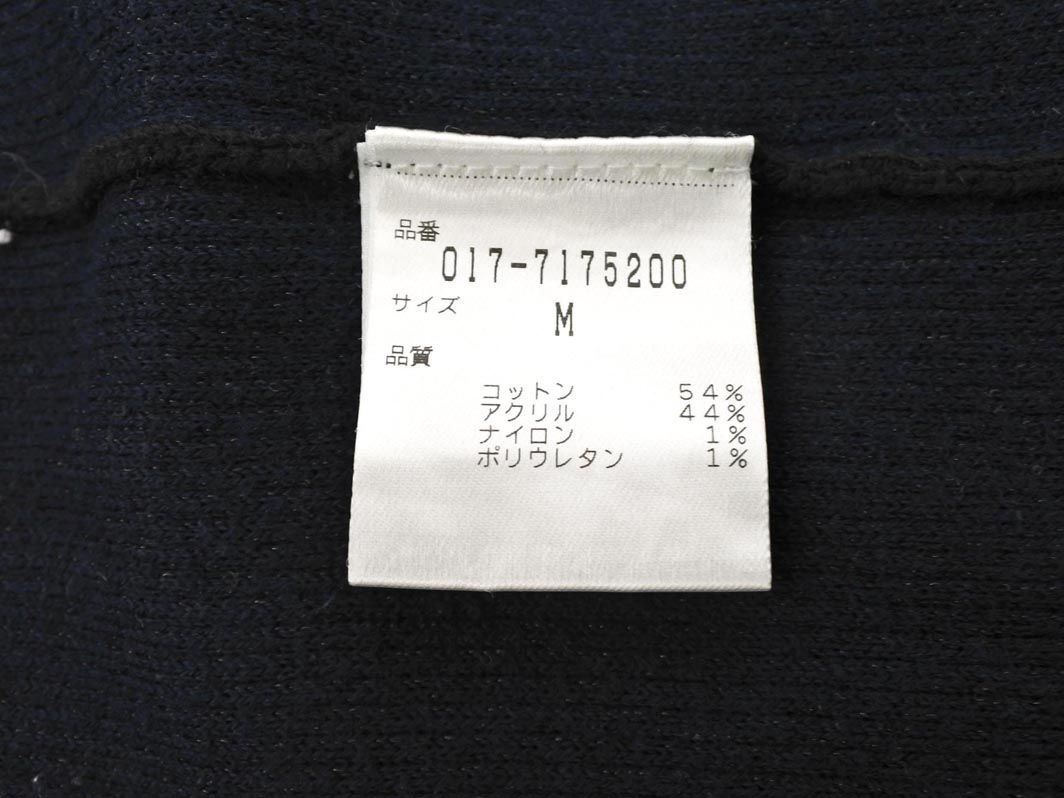 品番
017-7175200
サイズ
M
品質
コットン 54%
アクリル 44%
ナイロン 1%
ポリウレタン 1%